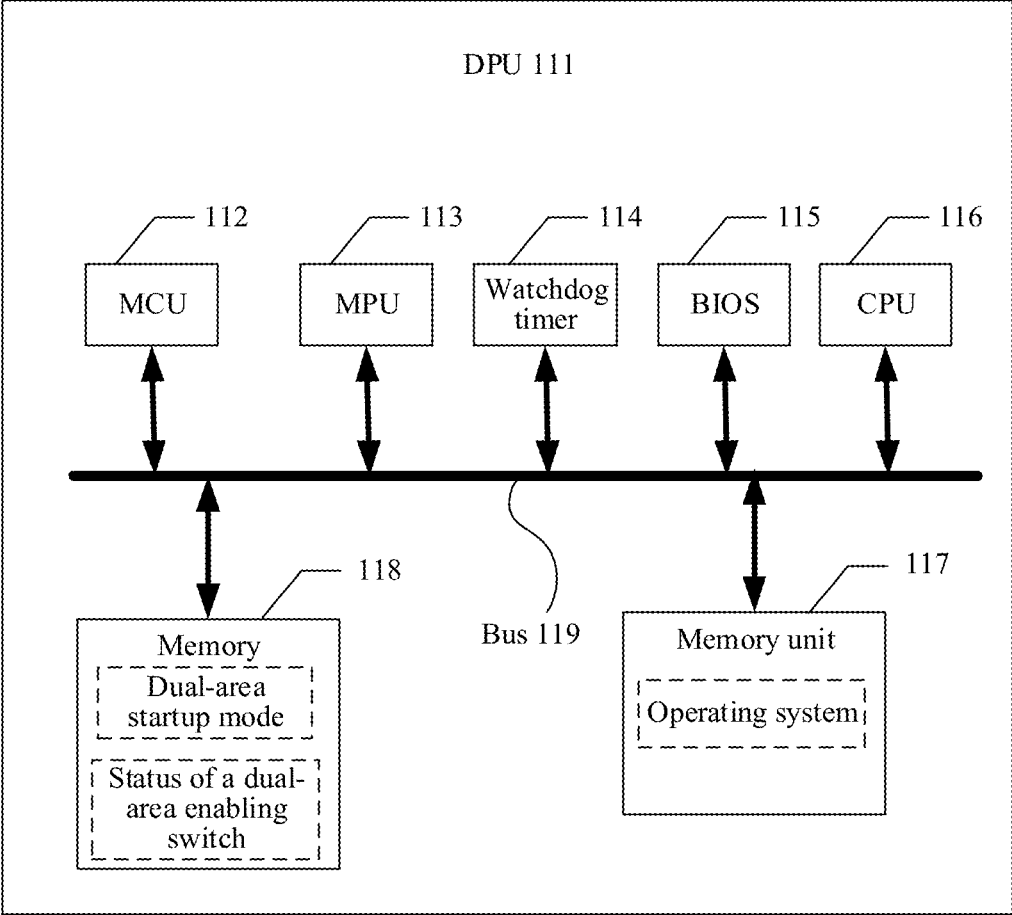 DPU 111
112
113
114
115
116
MCU
MPU
Watchdog
timer
BIOS
CPU
118
117
Bus 119
Memory
Dual-area
startup mode
Status of a dual-
area enabling
switch
Memory unit
Operating system